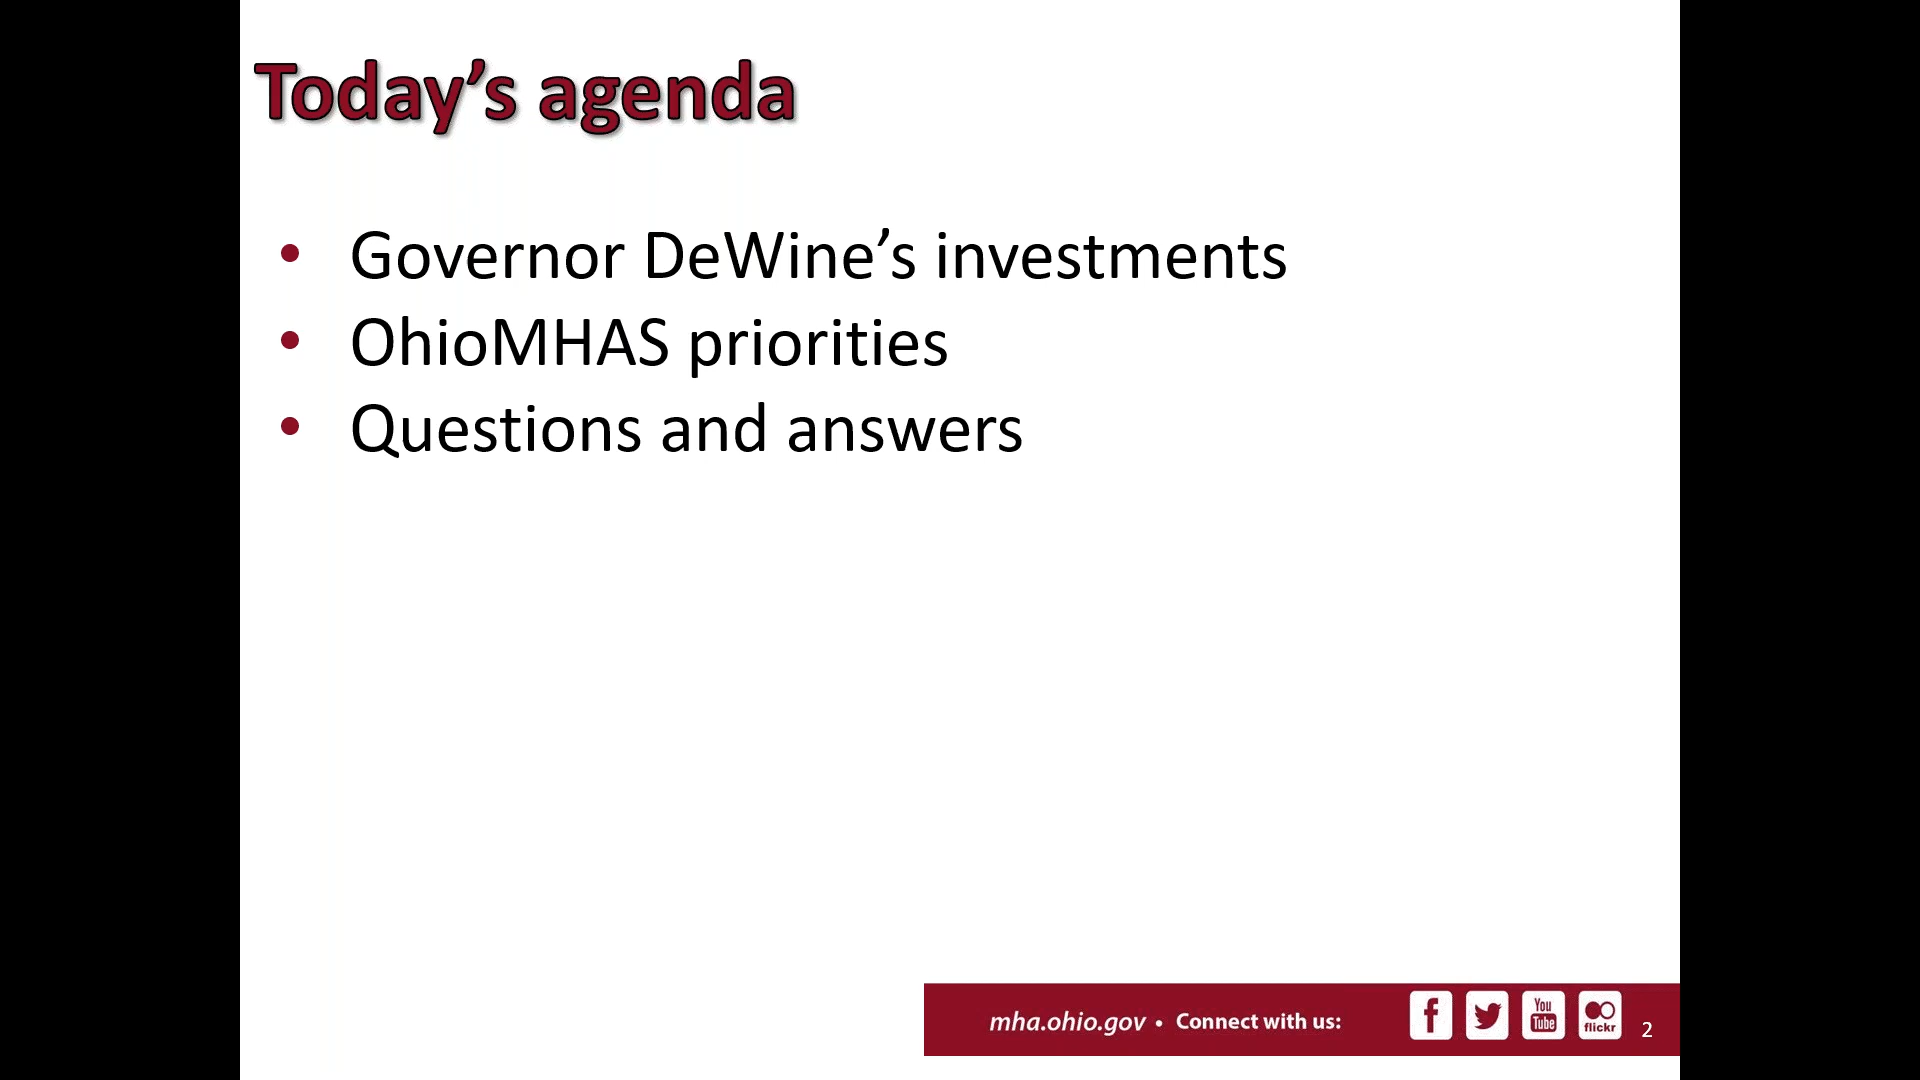 Today’s agenda
• Governor DeWine’s investments
• OhioMHAS priorities
• Questions and answers
mha.ohio.gov • Connect with us:
f
You
Tube
flickr
2